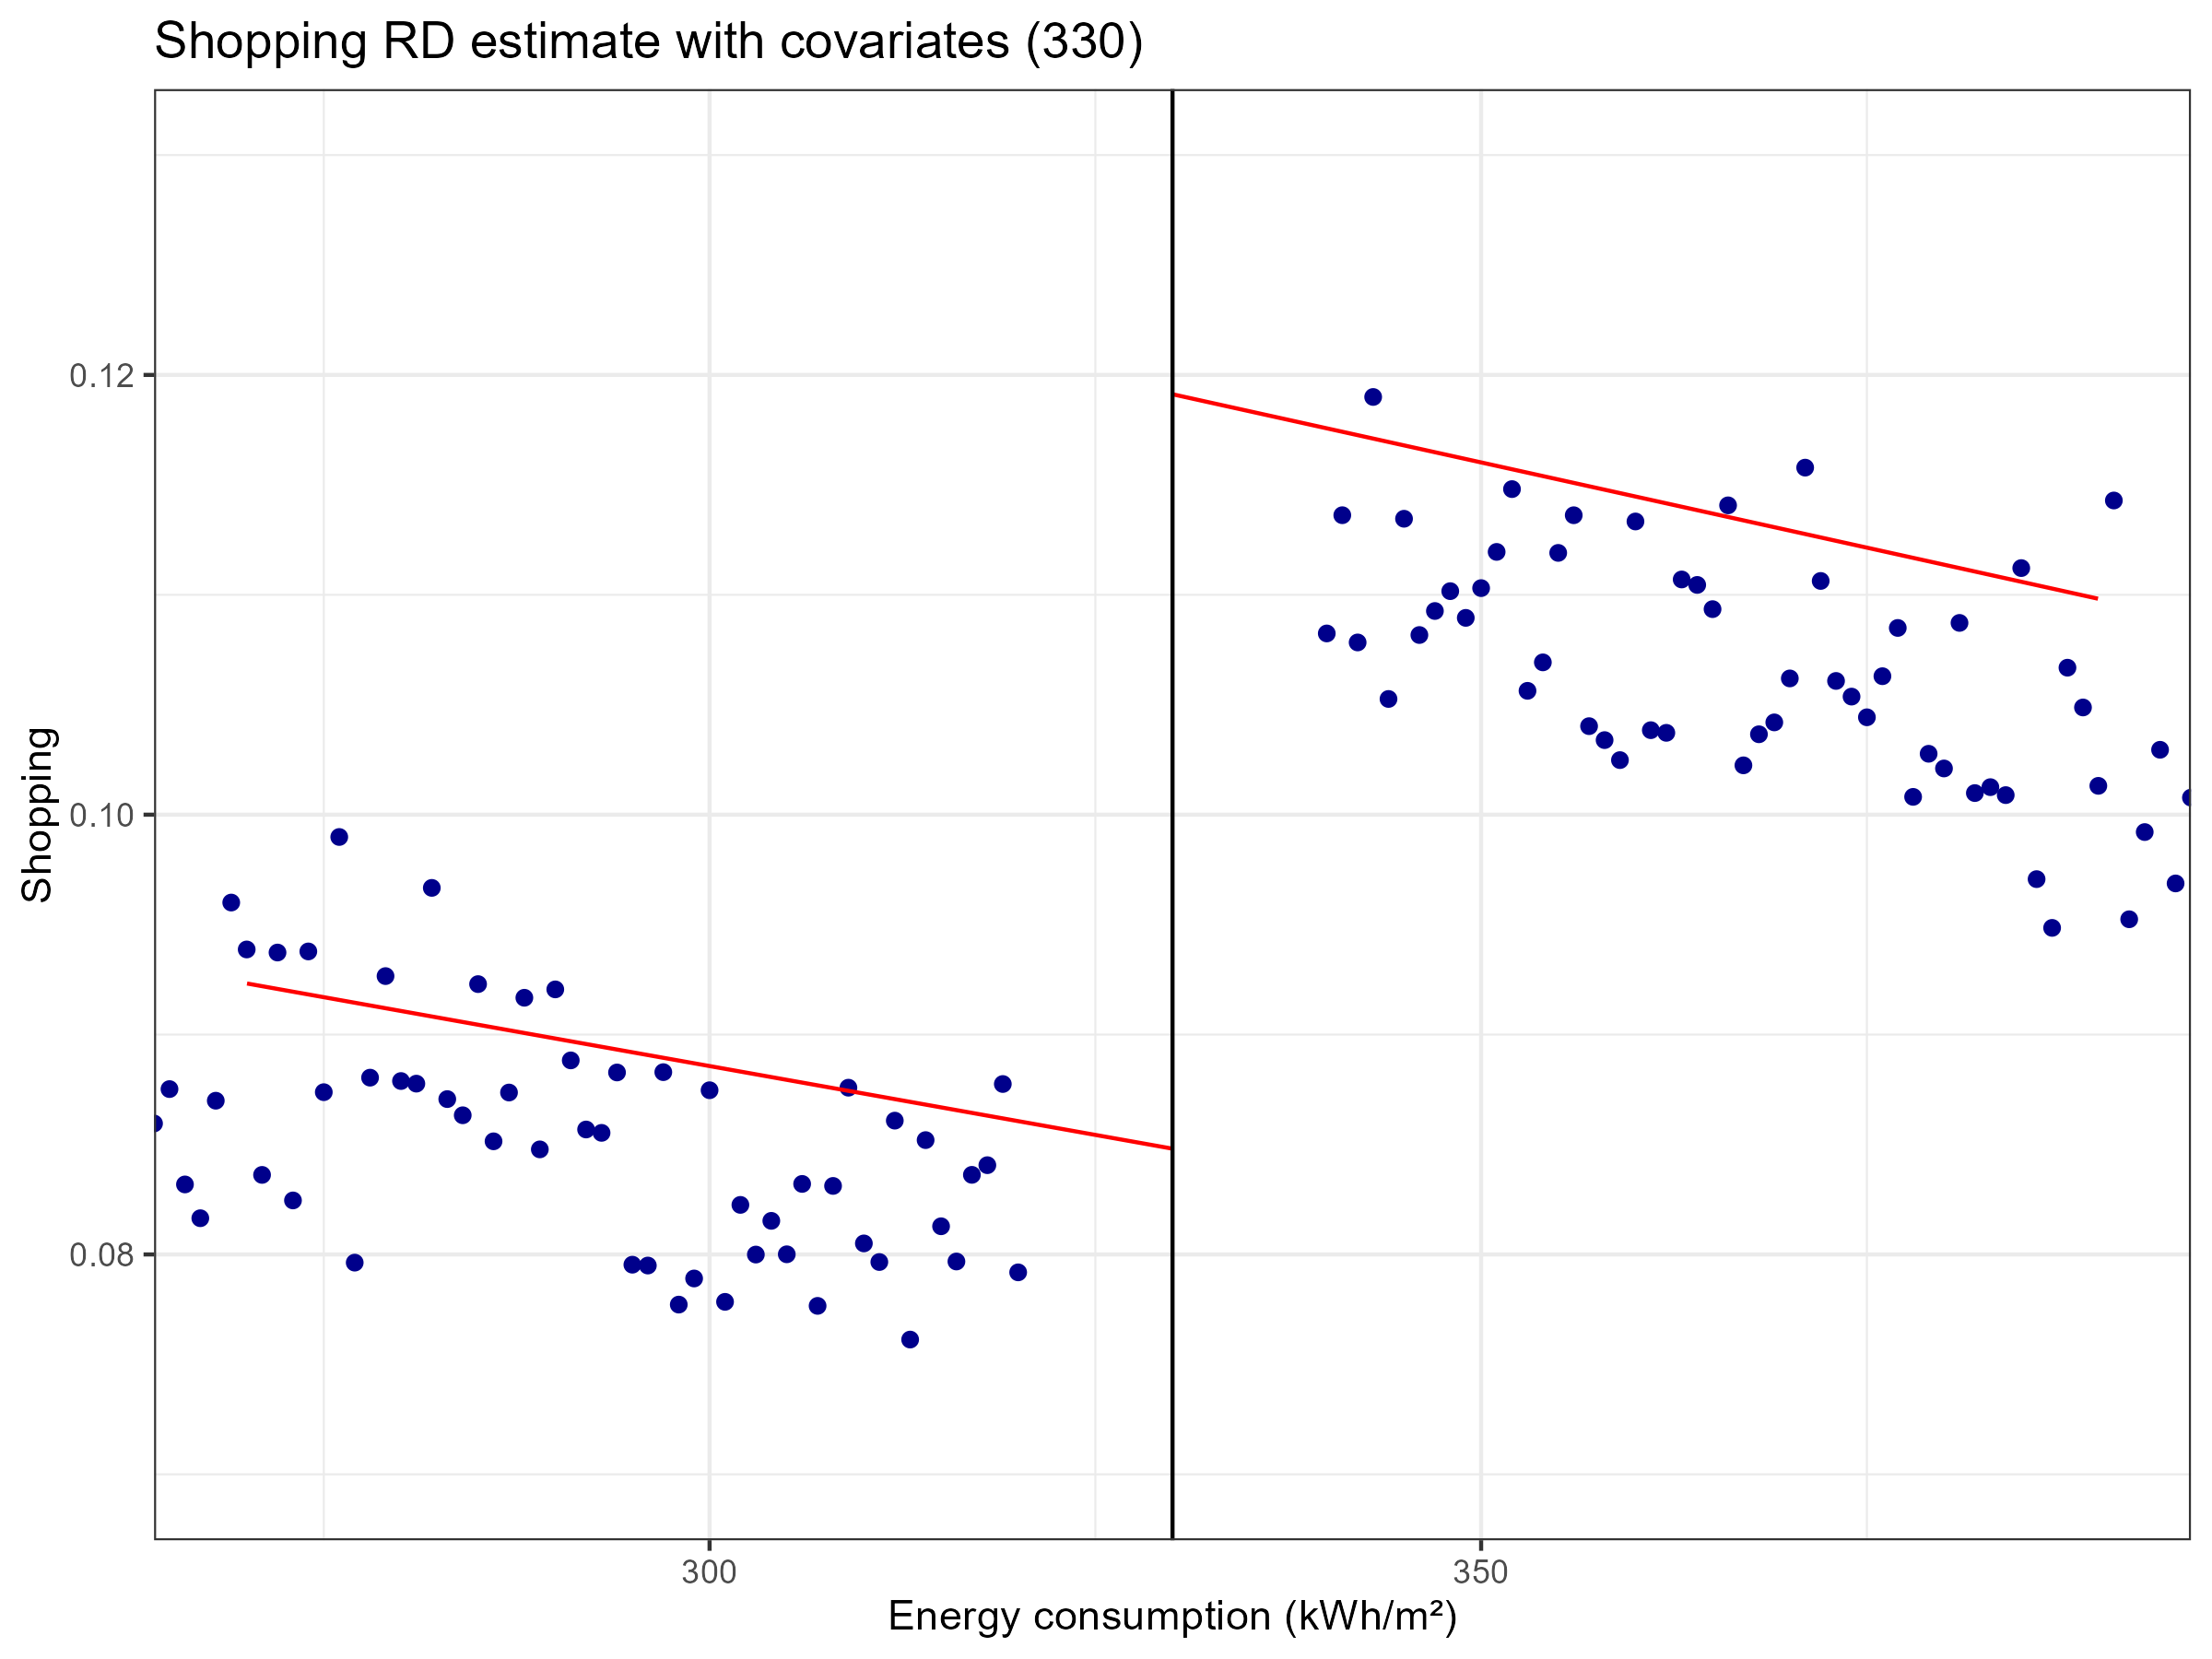 Shopping RD estimate with covariates (330)
Shopping
0.12
0.10
0.08
300
350
Energy consumption (kWh/m²)